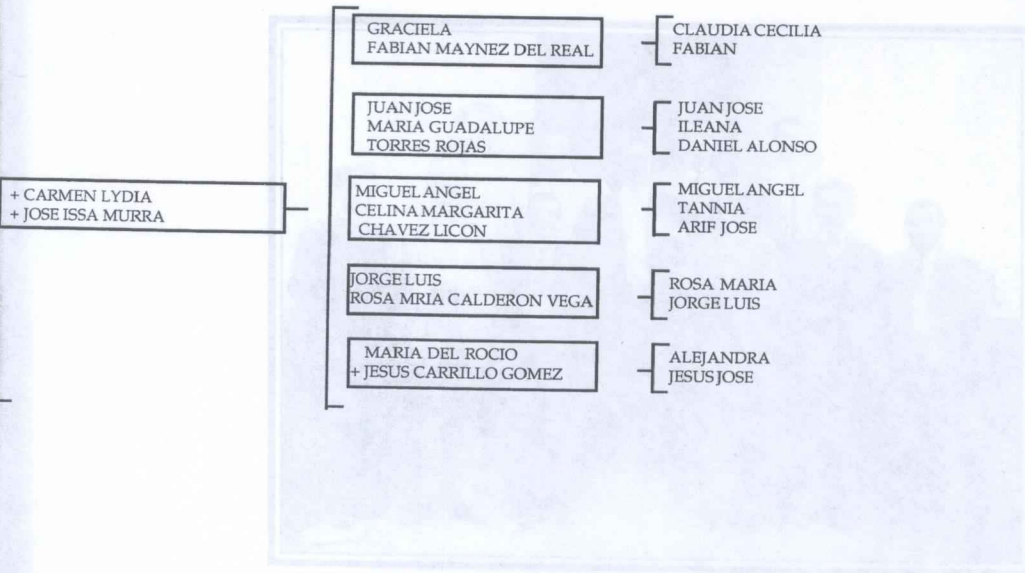 + CARMEN LYDIA
+ JOSE ISSA MURRA
GRACIELA
FABIAN MAYNEZ DEL REAL
CLAUDIA CECILIA
FABIAN
JUAN JOSE
MARIA GUADALUPE
TORRES ROJAS
JUAN JOSE
ILEANA
DANIEL ALONSO
MIGUEL ANGEL
CELINA MARGARITA
CHAVEZ LICON
MIGUEL ANGEL
TANNIA
ARIF JOSE
JORGE LUIS
ROSA MRIA CALDERON VEGA
ROSA MARIA
JORGE LUIS
MARIA DEL ROCIO
+ JESUS CARRILLO GOMEZ
ALEJANDRA
JESUS JOSE